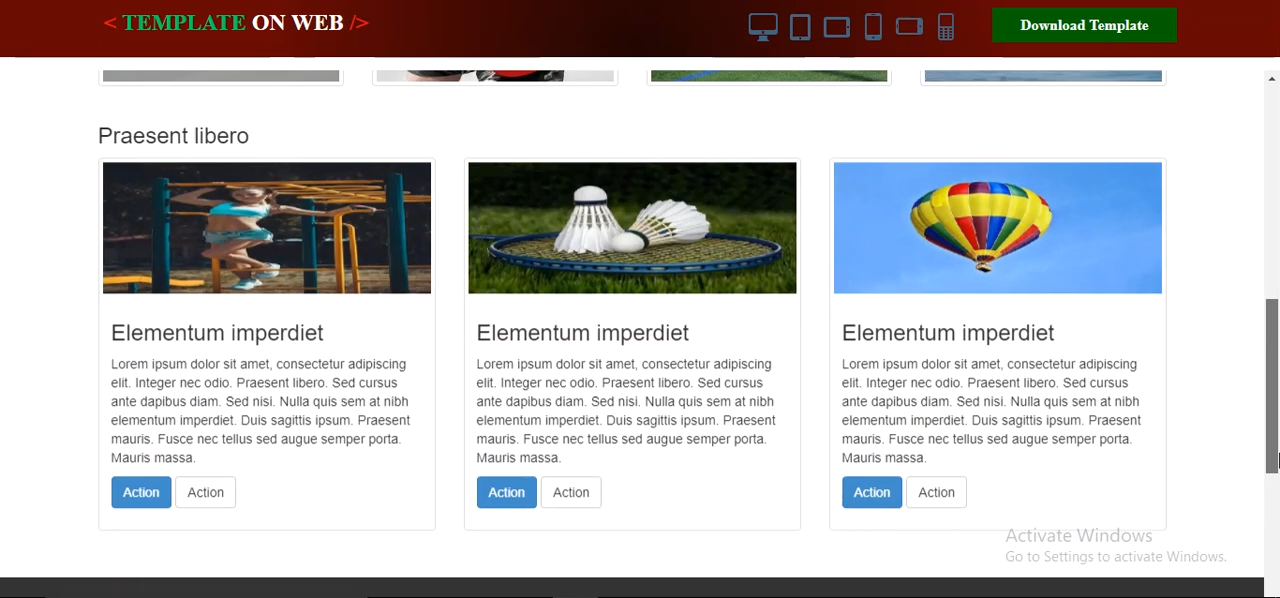 < TEMPLATE ON WEB />
Download Template
Praesent libero
Elementum imperdiet
Lorem ipsum dolor sit amet, consectetur adipiscing
elit. Integer nec odio. Praesent libero. Sed cursus
ante dapibus diam. Sed nisi. Nulla quis sem at nibh
elementum imperdiet. Duis sagittis ipsum. Praesent
mauris. Fusce nec tellus sed augue semper porta.
Mauris massa.
Action Action
Elementum imperdiet
Lorem ipsum dolor sit amet, consectetur adipiscing
elit. Integer nec odio. Praesent libero. Sed cursus
ante dapibus diam. Sed nisi. Nulla quis sem at nibh
elementum imperdiet. Duis sagittis ipsum. Praesent
mauris. Fusce nec tellus sed augue semper porta.
Mauris massa.
Action Action
Elementum imperdiet
Lorem ipsum dolor sit amet, consectetur adipiscing
elit. Integer nec odio. Praesent libero. Sed cursus
ante dapibus diam. Sed nisi. Nulla quis sem at nibh
elementum imperdiet. Duis sagittis ipsum. Praesent
mauris. Fusce nec tellus sed augue semper porta.
Mauris massa.
Action Action
Activate Windows
Go to Settings to activate Windows.